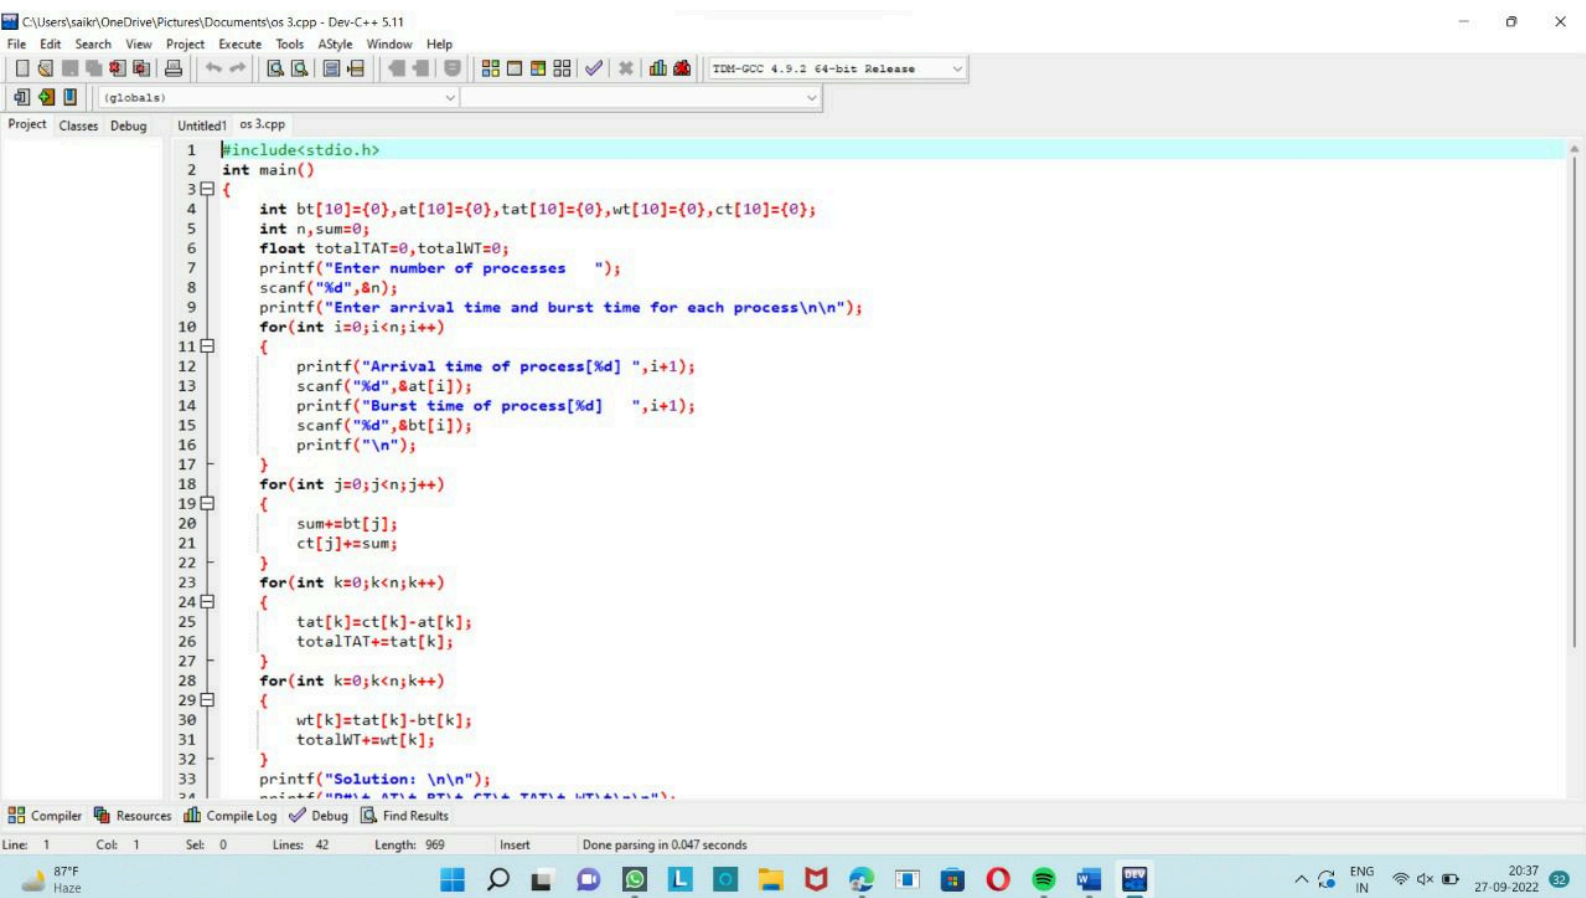 C:\Users\saikr\OneDrive\Pictures\Documents\os 3.cpp - Dev-C++ 5.11
File Edit Search View Project Execute Tools AStyle Window Help
TDM-GCC 4.9.2 64-bit Release
(globals)
Project Classes Debug Untitled1 os 3.cpp
1 #include<stdio.h>
2 int main()
3 {
4 int bt[10]={0},at[10]={0},tat[10]={0},wt[10]={0},ct[10]={0};
5 int n,sum=0;
6 float totalTAT=0,totalWT=0;
7 printf("Enter number of processes   ");
8 scanf("%d",&n);
9 printf("Enter arrival time and burst time for each process\n\n");
10 for(int i=0;i<n;i++)
11 {
12 printf("Arrival time of process[%d] ",i+1);
13 scanf("%d",&at[i]);
14 printf("Burst time of process[%d]   ",i+1);
15 scanf("%d",&bt[i]);
16 printf("\n");
17 }
18 for(int j=0;j<n;j++)
19 {
20 sum+=bt[j];
21 ct[j]+=sum;
22 }
23 for(int k=0;k<n;k++)
24 {
25 tat[k]=ct[k]-at[k];
26 totalTAT+=tat[k];
27 }
28 for(int k=0;k<n;k++)
29 {
30 wt[k]=tat[k]-bt[k];
31 totalWT+=wt[k];
32 }
33 printf("Solution: \n\n");
34 printf("P#\t AT\t BT\t CT\t TAT\t WT\t\n\n");
Compiler Resources Compile Log Debug Find Results
Line: 1 Col: 1 Sel: 0 Lines: 42 Length: 969 Insert Done parsing in 0.047 seconds
87°F
Haze
L
W
DEV
ENG
IN
20:37
27-09-2022
32